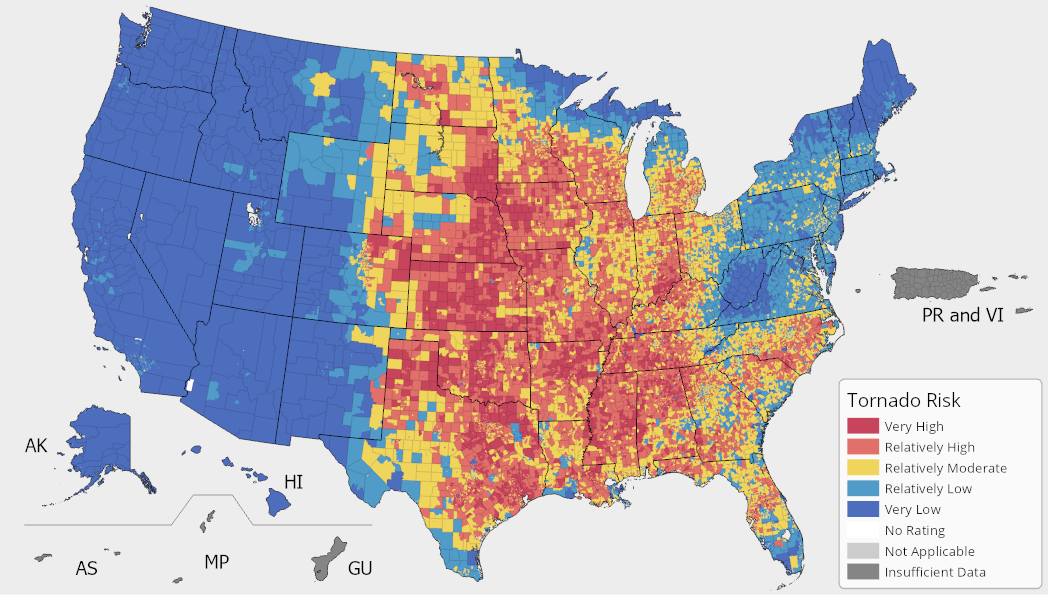 PR and VI
Tornado Risk
Very High
Relatively High
Relatively Moderate
Relatively Low
Very Low
No Rating
Not Applicable
Insufficient Data
AK
HI
AS
MP
GU